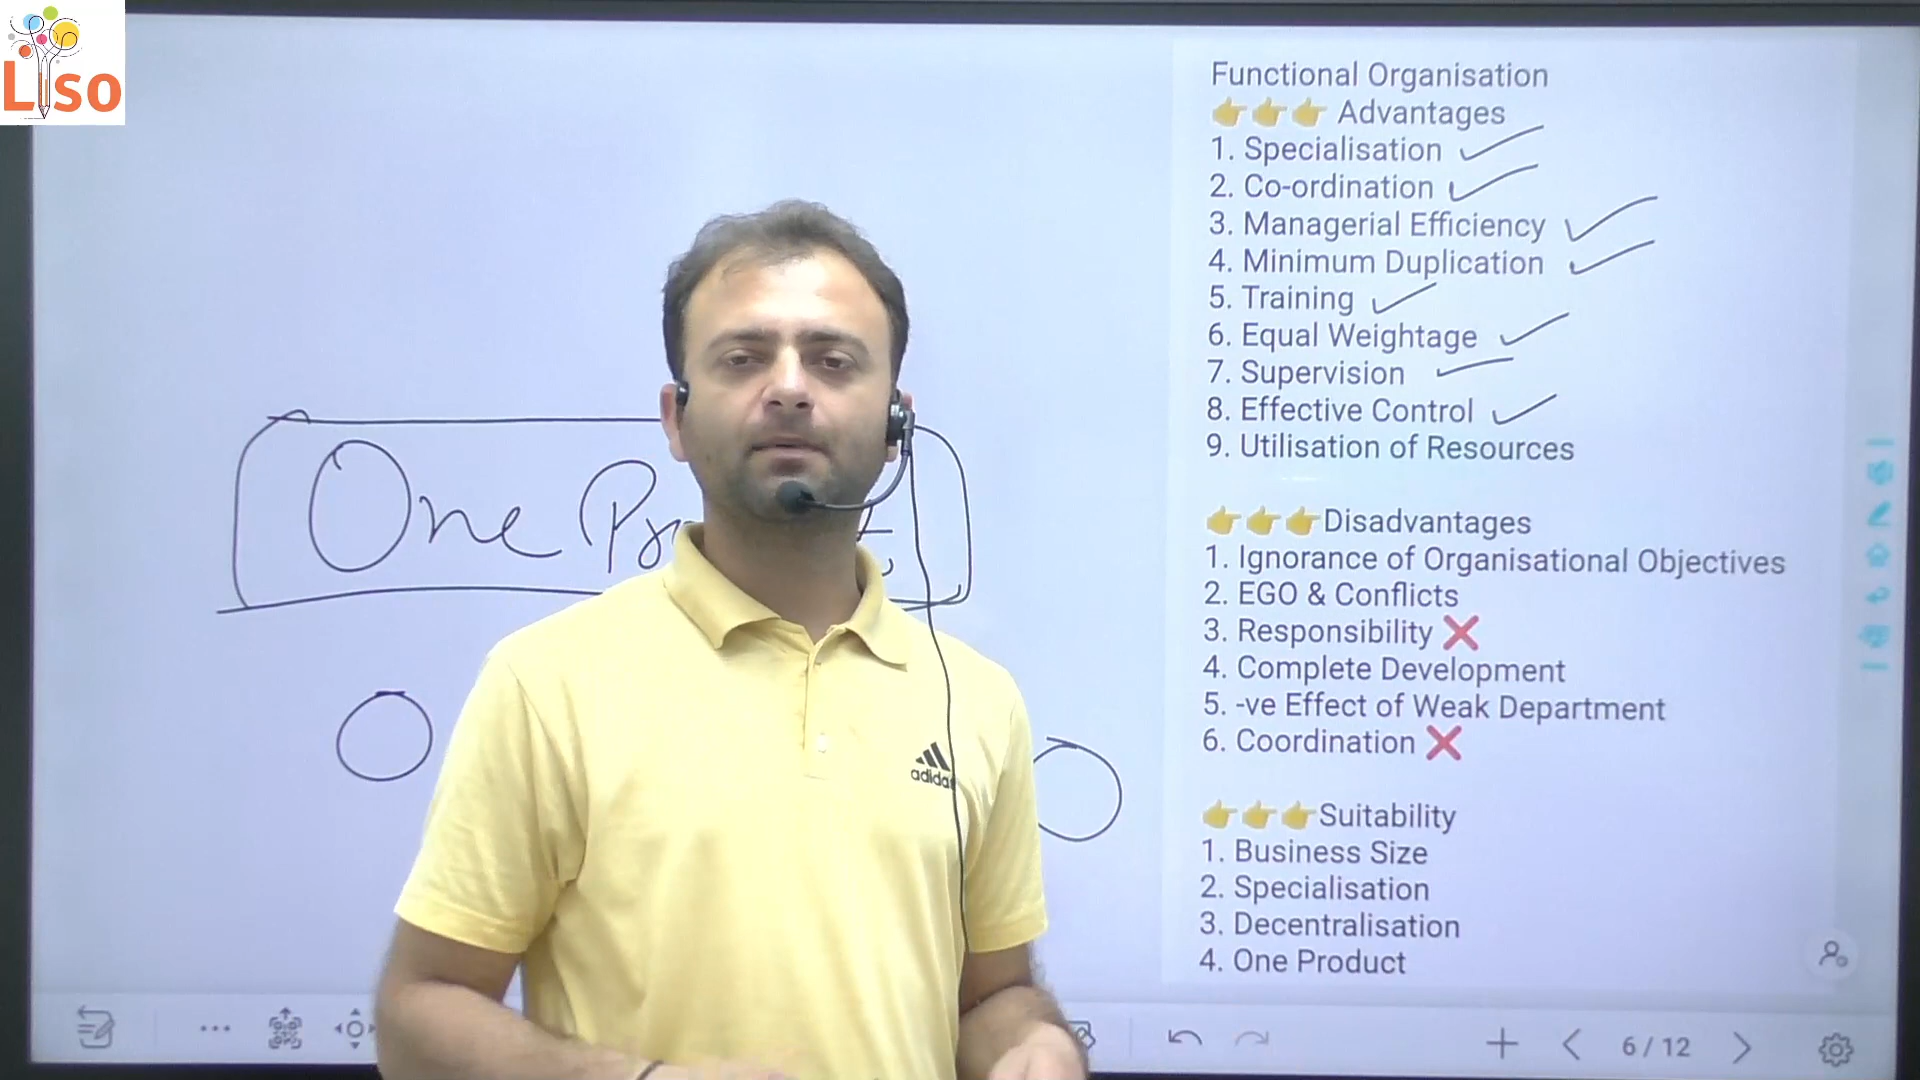 Liso
Functional Organisation
👉👉👉 Advantages
1. Specialisation
2. Co-ordination
3. Managerial Efficiency
4. Minimum Duplication
5. Training
6. Equal Weightage
7. Supervision
8. Effective Control
9. Utilisation of Resources
👉👉👉Disadvantages
1. Ignorance of Organisational Objectives
2. EGO & Conflicts
3. Responsibility ❌
4. Complete Development
5. -ve Effect of Weak Department
6. Coordination ❌
👉👉👉Suitability
1. Business Size
2. Specialisation
3. Decentralisation
4. One Product
One
adidas
6 / 12